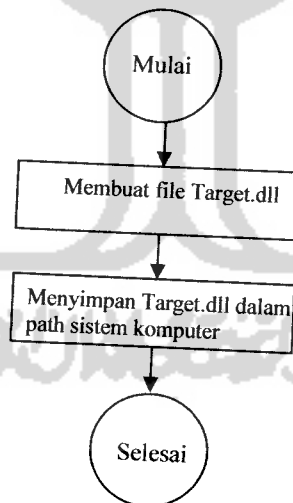 Mulai
Membuat file Target.dll
Menyimpan Target.dll dalam
path sistem komputer
Selesai